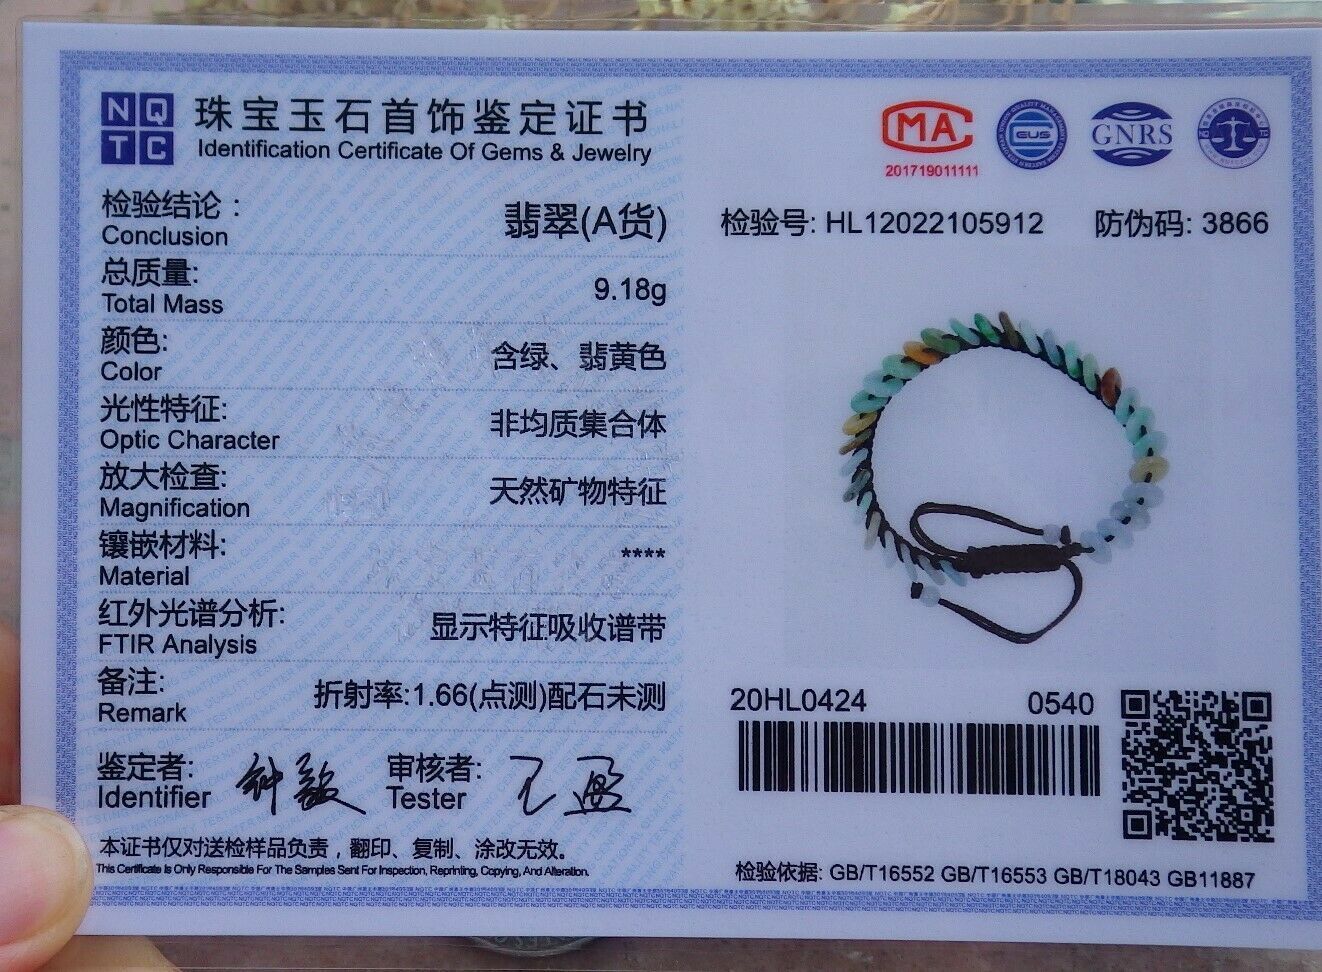 NQ
TC
珠宝玉石首饰鉴定证书
Identification Certificate Of Gems & Jewelry
检验结论：
Conclusion
翡翠(A货)
总质量:
Total Mass
9.18g
颜色:
Color
含绿、翡黄色
光性特征:
Optic Character
非均质集合体
放大检查:
Magnification
天然矿物特征
镶嵌材料:
Material
****
红外光谱分析:
FTIR Analysis
显示特征吸收谱带
备注:
Remark
折射率:1.66(点测)配石未测
鉴定者:
Identifier
审核者:
Tester
本证书仅对送检样品负责，翻印、复制、涂改无效。
This Certificate Is Only Responsible For The Samples Sent For Inspection, Reprinting, Copying, And Alteration.
MA
201719011111
GNRS
检验号: HL12022105912 防伪码: 3866
20HL0424 0540
检验依据: GB/T16552 GB/T16553 GB/T18043 GB11887